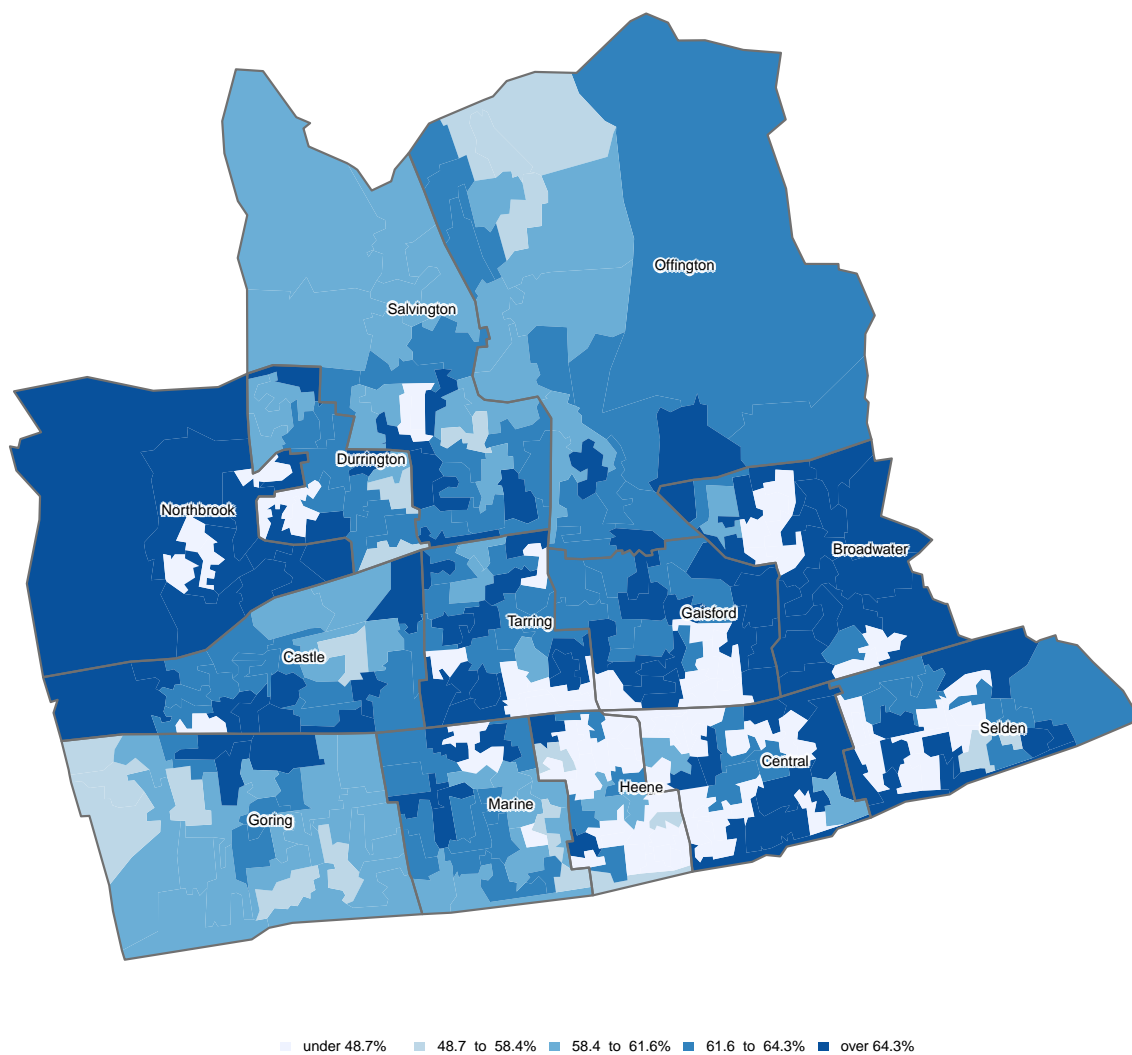 Offington
Salvington
Durrington
Northbrook
Broadwater
Gaisford
Tarring
Castle
Selden
Central
Heene
Marine
Goring
under 48.7% 48.7 to 58.4% 58.4 to 61.6% 61.6 to 64.3% over 64.3%